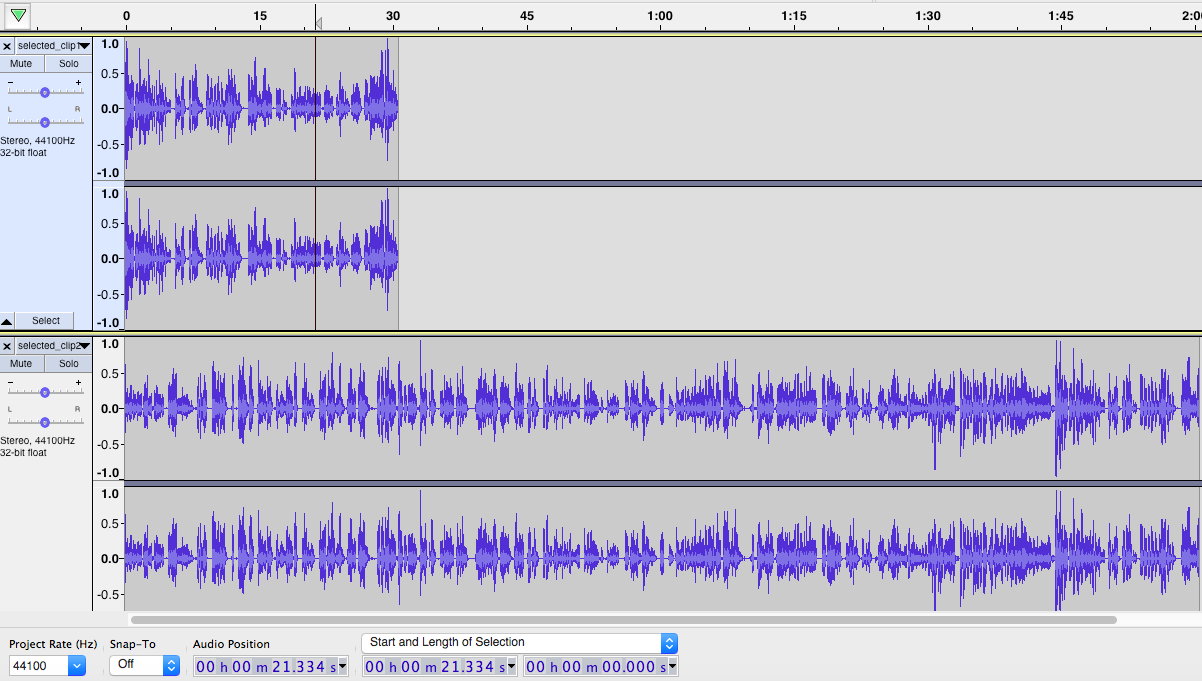 0 15 30 45 1:00 1:15 1:30 1:45 2:0
selected_clip1
Mute Solo
- +
L R
Stereo, 44100Hz
32-bit float
Select
1.0
0.5
0.0
-0.5
-1.0
1.0
0.5
0.0
-0.5
-1.0
selected_clip2
Mute Solo
- +
L R
Stereo, 44100Hz
32-bit float
1.0
0.5
0.0
-0.5
-1.0
1.0
0.5
0.0
-0.5
Project Rate (Hz) Snap-To Audio Position Start and Length of Selection
44100 Off 00 h 00 m 21.334 s 00 h 00 m 21.334 s 00 h 00 m 00.000 s